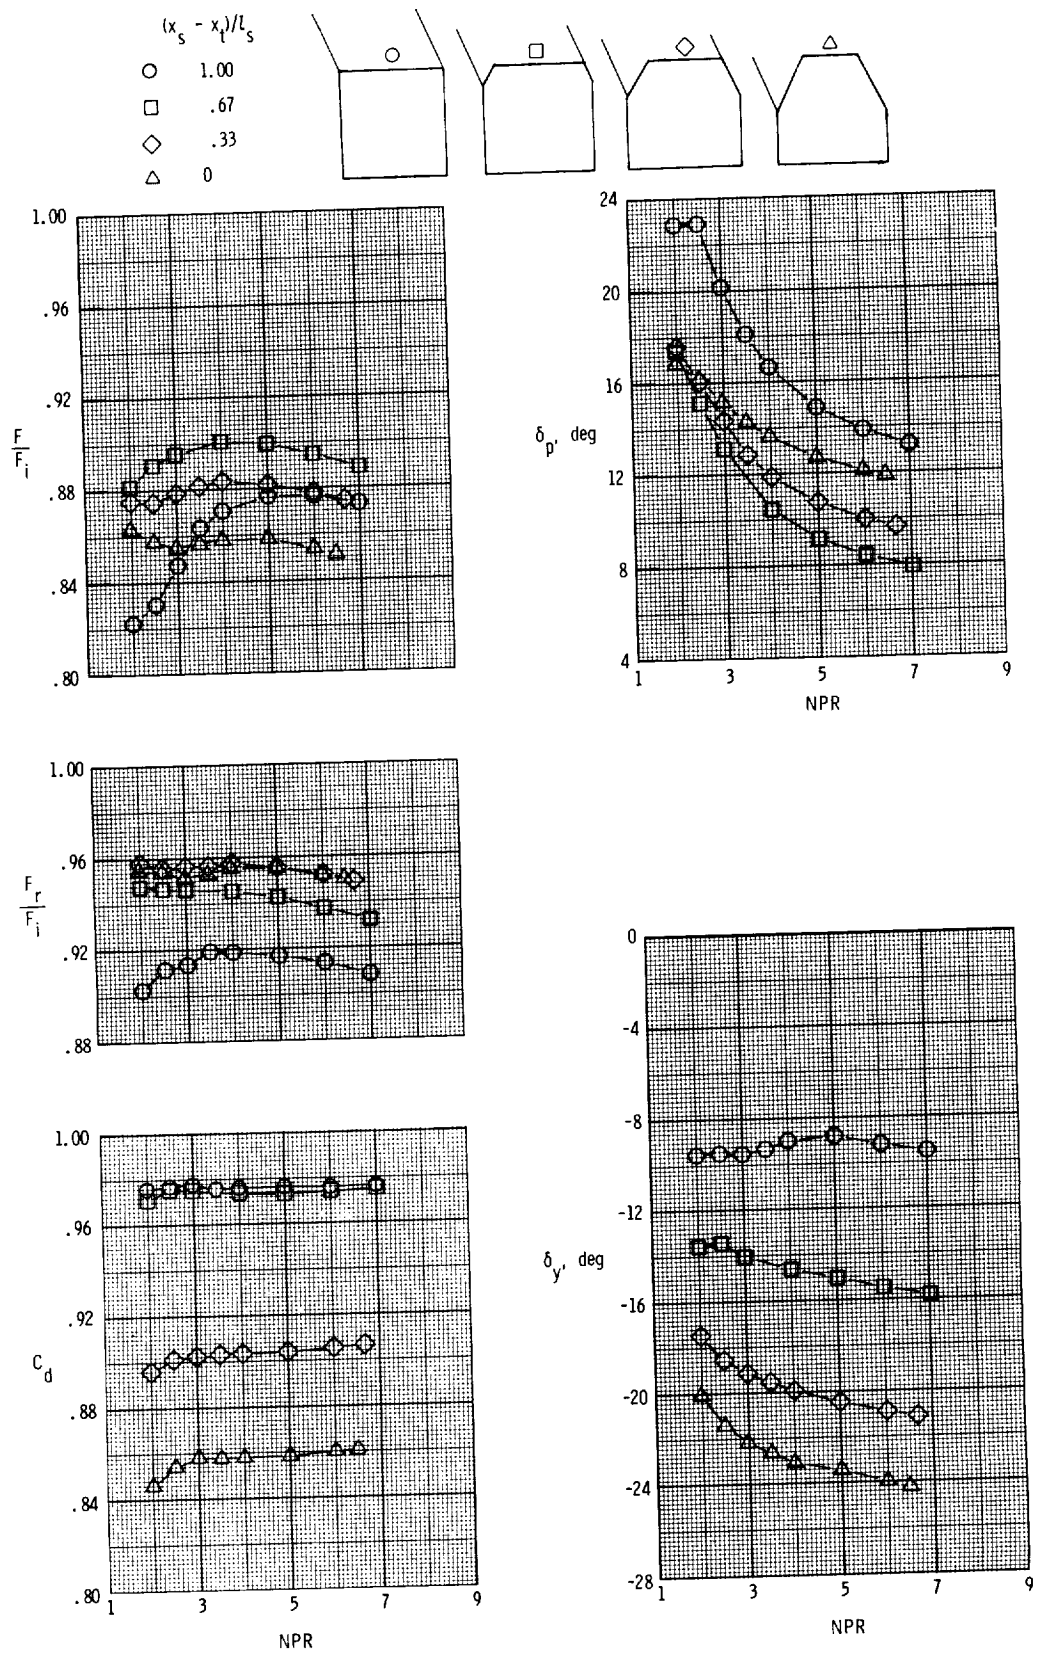 (x_s - x_t)/l_s
1.00
.67
.33
0
1.00
.96
.92
F/F_i
.88
.84
.80
24
20
16
δ_p, deg
12
8
4
1 3 5 7 9
NPR
1.00
.96
F_r/F_i
.92
.88
1.00
.96
.92
C_d
.88
.84
.80
1 3 5 7 9
NPR
0
-4
-8
-12
δ_y, deg
-16
-20
-24
-28
1 3 5 7 9
NPR